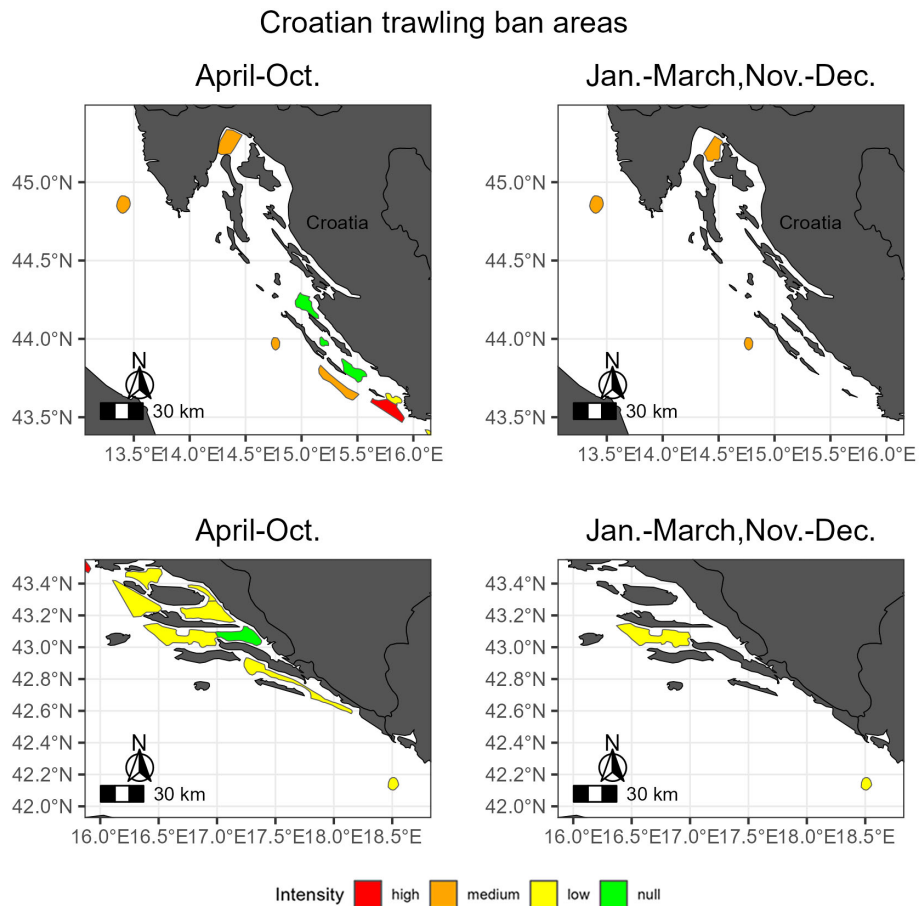 Croatian trawling ban areas
April-Oct.
Jan.-March,Nov.-Dec.
45.0°N
44.5°N
44.0°N
43.5°N
Croatia
N
30 km
13.5°E14.0°E14.5°E15.0°E15.5°E16.0°E
45.0°N
44.5°N
44.0°N
43.5°N
Croatia
N
30 km
13.5°E14.0°E14.5°E15.0°E15.5°E16.0°E
April-Oct.
Jan.-March,Nov.-Dec.
43.4°N
43.2°N
43.0°N
42.8°N
42.6°N
42.4°N
42.2°N
42.0°N
N
30 km
16.0°E16.5°E17.0°E17.5°E18.0°E18.5°E
43.4°N
43.2°N
43.0°N
42.8°N
42.6°N
42.4°N
42.2°N
42.0°N
N
30 km
16.0°E16.5°E17.0°E17.5°E18.0°E18.5°E
Intensity high medium low null